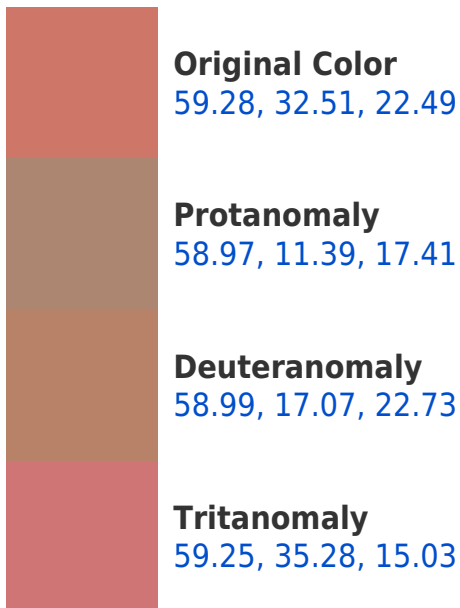 Original Color
59.28, 32.51, 22.49
Protanomaly
58.97, 11.39, 17.41
Deuteranomaly
58.99, 17.07, 22.73
Tritanomaly
59.25, 35.28, 15.03